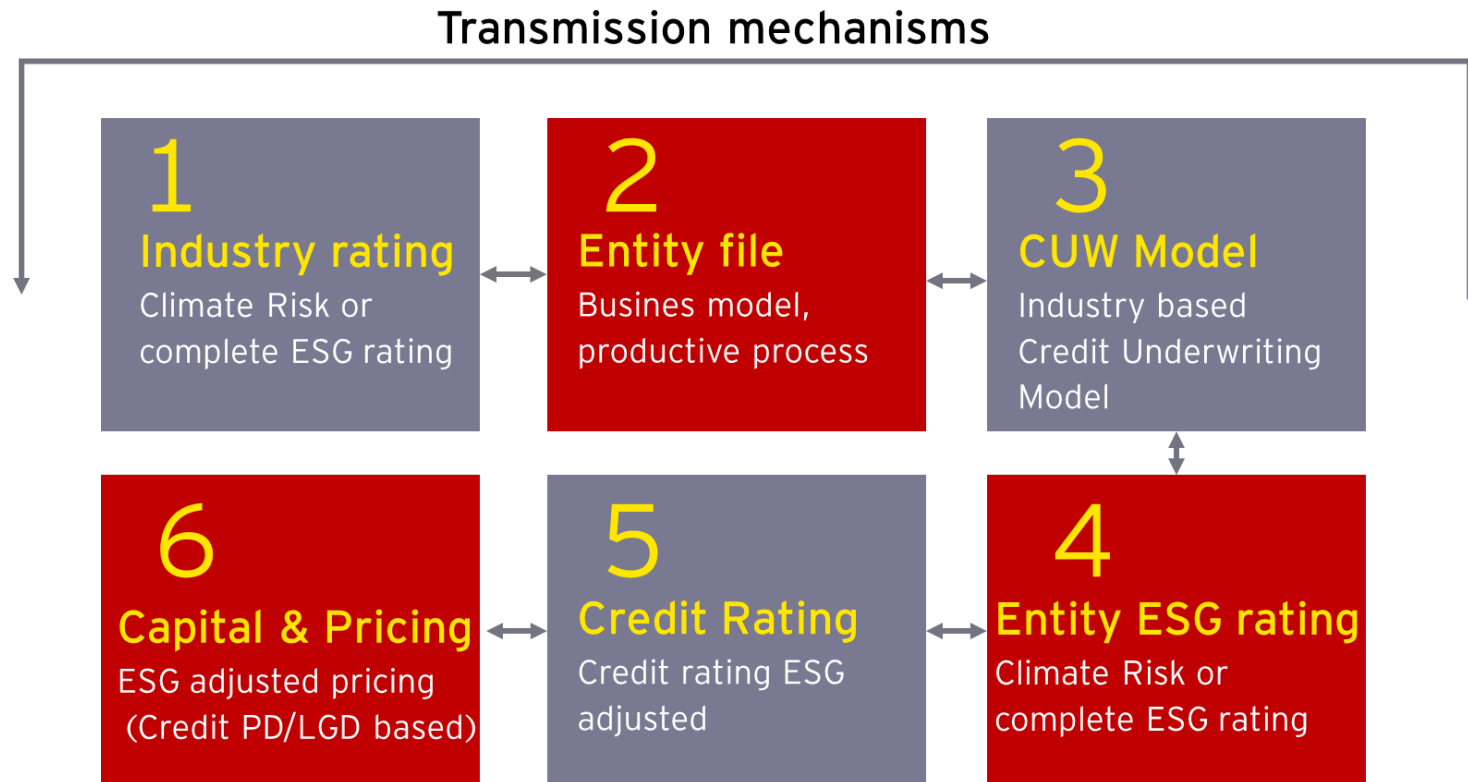 Transmission mechanisms
1
Industry rating
Climate Risk or
complete ESG rating
2
Entity file
Busines model,
productive process
3
CUW Model
Industry based
Credit Underwriting
Model
6
Capital & Pricing
ESG adjusted pricing
(Credit PD/LGD based)
5
Credit Rating
Credit rating ESG
adjusted
4
Entity ESG rating
Climate Risk or
complete ESG rating